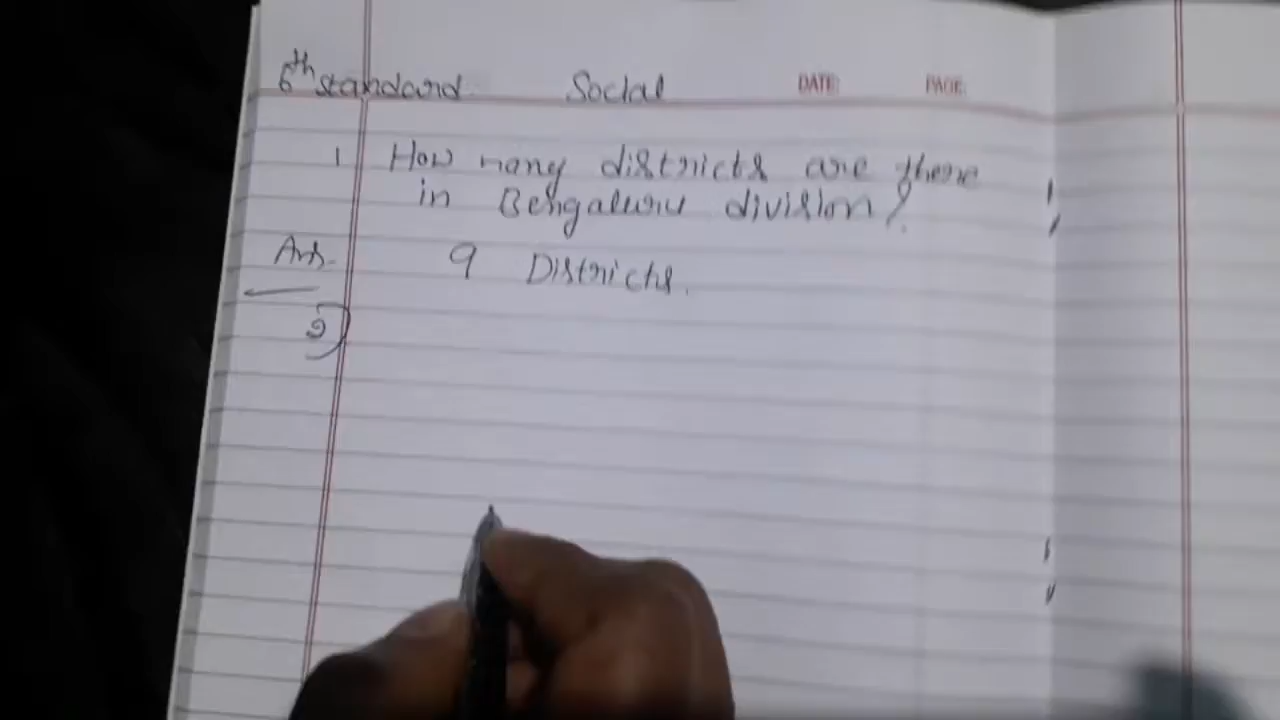 6th standard Social DATE: PAGE:
1 How many districts are there
in Bengaluru division?
Ans. 9 Districts.
2)